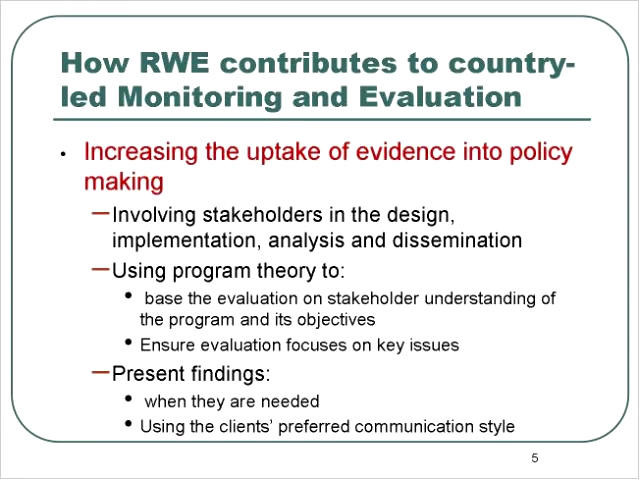 How RWE contributes to country-
led Monitoring and Evaluation
• Increasing the uptake of evidence into policy
making
—Involving stakeholders in the design,
implementation, analysis and dissemination
—Using program theory to:
• base the evaluation on stakeholder understanding of
the program and its objectives
• Ensure evaluation focuses on key issues
—Present findings:
• when they are needed
• Using the clients’ preferred communication style
5